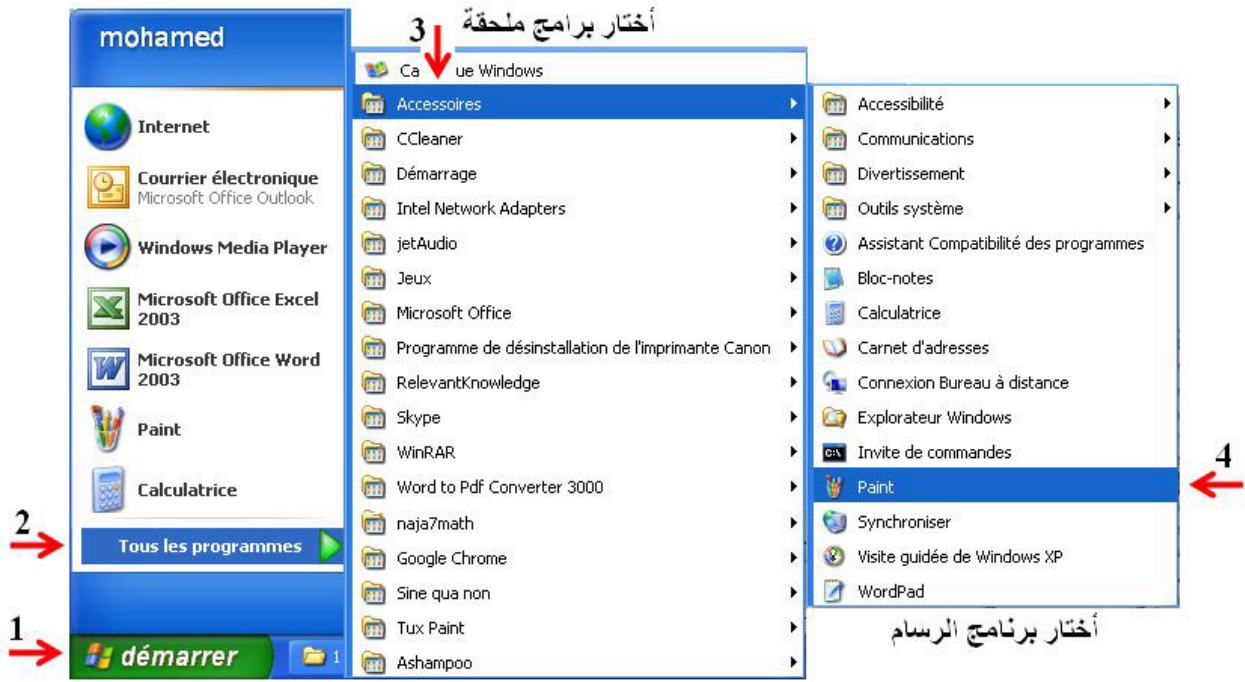 أختار برامج ملحقة
3
mohamed
Internet
Courrier électronique
Microsoft Office Outlook
Windows Media Player
Microsoft Office Excel
2003
Microsoft Office Word
2003
Paint
Calculatrice
2
Tous les programmes
1
démarrer
1
Ca ue Windows
Accessoires
CCleaner
Démarrage
Intel Network Adapters
jetAudio
Jeux
Microsoft Office
Programme de désinstallation de l'imprimante Canon
RelevantKnowledge
Skype
WinRAR
Word to Pdf Converter 3000
naja7math
Google Chrome
Sine qua non
Tux Paint
Ashampoo
Accessibilité
Communications
Divertissement
Outils système
Assistant Compatibilité des programmes
Bloc-notes
Calculatrice
Carnet d'adresses
Connexion Bureau à distance
Explorateur Windows
C:\
Invite de commandes
4
Paint
Synchroniser
Visite guidée de Windows XP
WordPad
أختار برنامج الرسام